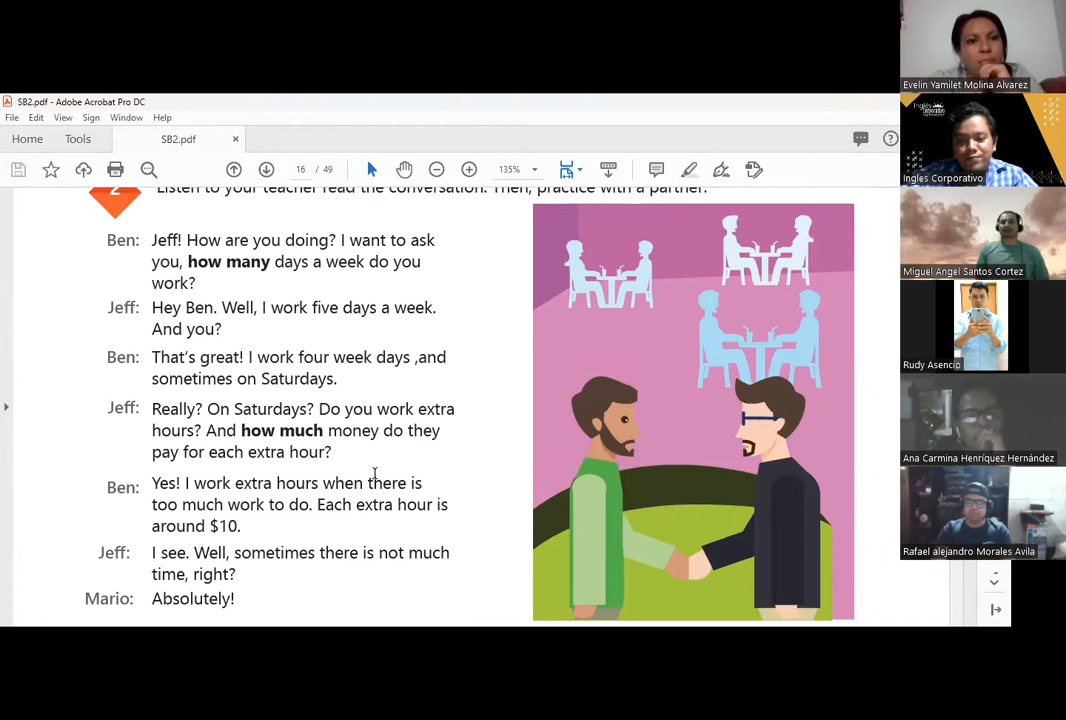 SB2.pdf - Adobe Acrobat Pro DC
File Edit View Sign Window Help
Home Tools SB2.pdf ×
16 / 49 135%
2 Listen to your teacher read the conversation. Then, practice with a partner.
Ben: Jeff! How are you doing? I want to ask
you, how many days a week do you
work?
Jeff: Hey Ben. Well, I work five days a week.
And you?
Ben: That's great! I work four week days ,and
sometimes on Saturdays.
Jeff: Really? On Saturdays? Do you work extra
hours? And how much money do they
pay for each extra hour?
Ben: Yes! I work extra hours when there is
too much work to do. Each extra hour is
around $10.
Jeff: I see. Well, sometimes there is not much
time, right?
Mario: Absolutely!
Evelin Yamilet Molina Alvarez
Inglés
Corporativo
Ingles Corporativo
Miguel Angel Santos Cortez
Rudy Asencio
Ana Carmina Henríquez Hernández
Rafael alejandro Morales Avila